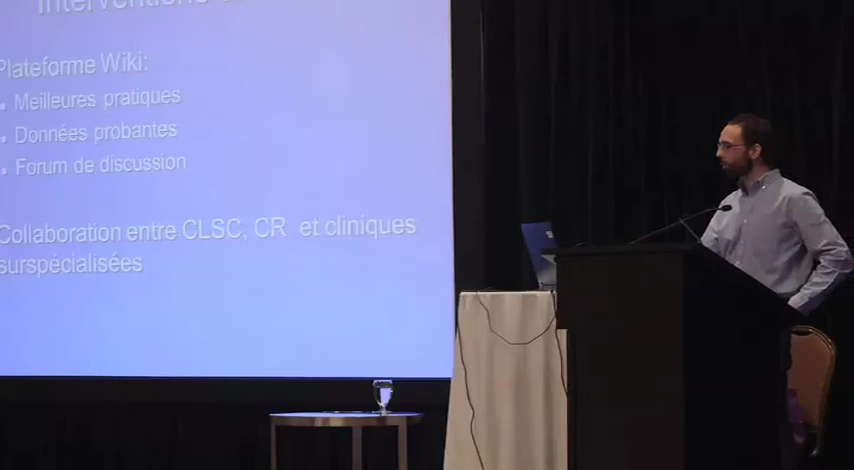 Plateforme Wiki:
• Meilleures pratiques
• Données probantes
• Forum de discussion
Collaboration entre CLSC, CR et cliniques
surspécialisées